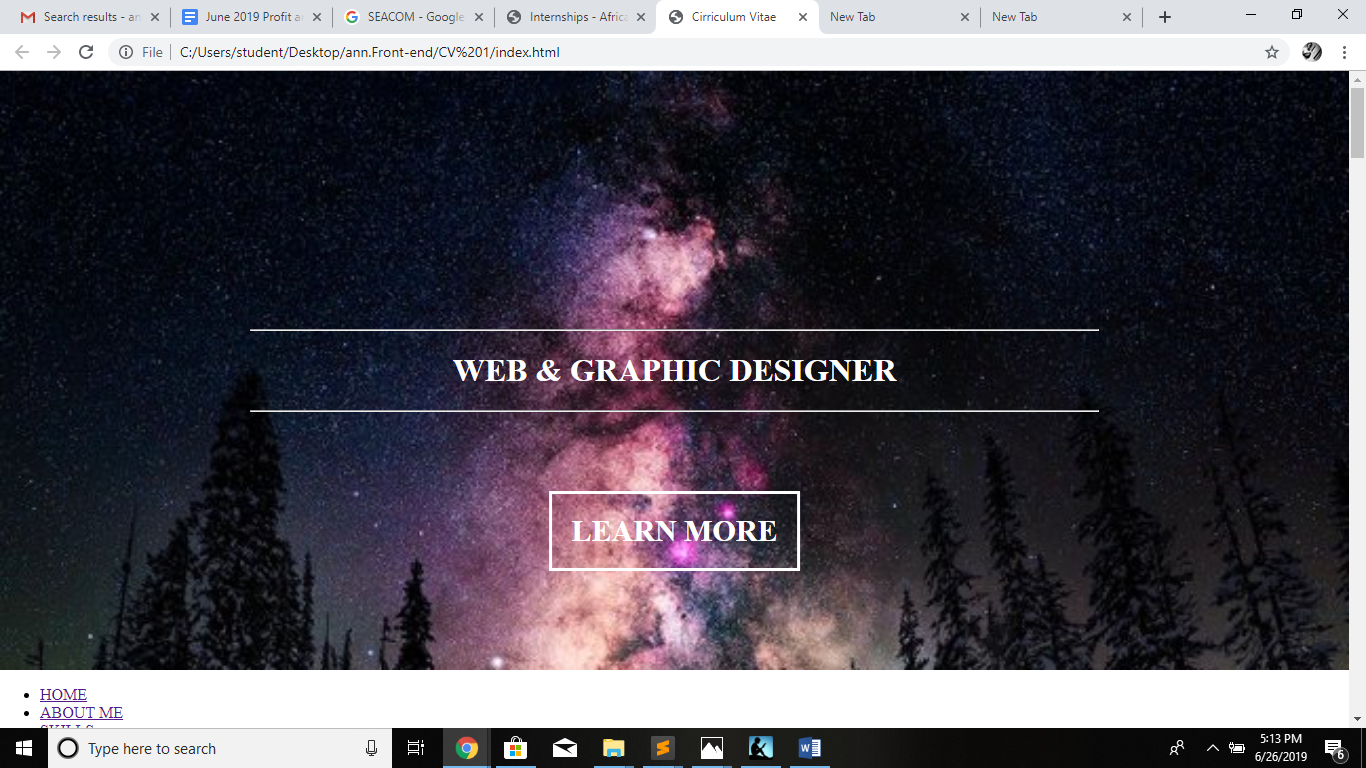 Search results - an
June 2019 Profit a
SEACOM - Google
Internships - Africa
Cirriculum Vitae
New Tab
New Tab
File
C:/Users/student/Desktop/ann.Front-end/CV%201/index.html
WEB & GRAPHIC DESIGNER
LEARN MORE
HOME
ABOUT ME
SKILLS
Type here to search
5:13 PM
6/26/2019
6